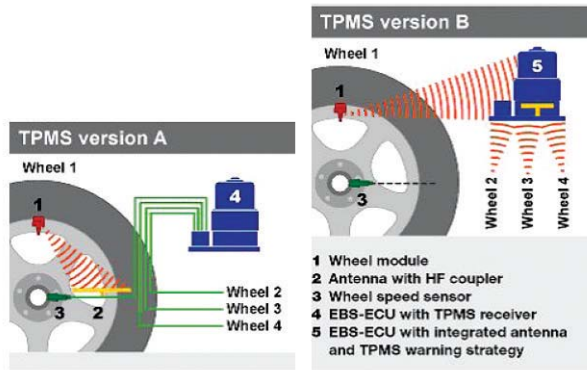 TPMS version A
Wheel 1
1
4
3
2
Wheel 2
Wheel 3
Wheel 4
TPMS version B
Wheel 1
1
5
3
Wheel 2
Wheel 3
Wheel 4
1 Wheel module
2 Antenna with HF coupler
3 Wheel speed sensor
4 EBS-ECU with TPMS receiver
5 EBS-ECU with integrated antenna
and TPMS warning strategy